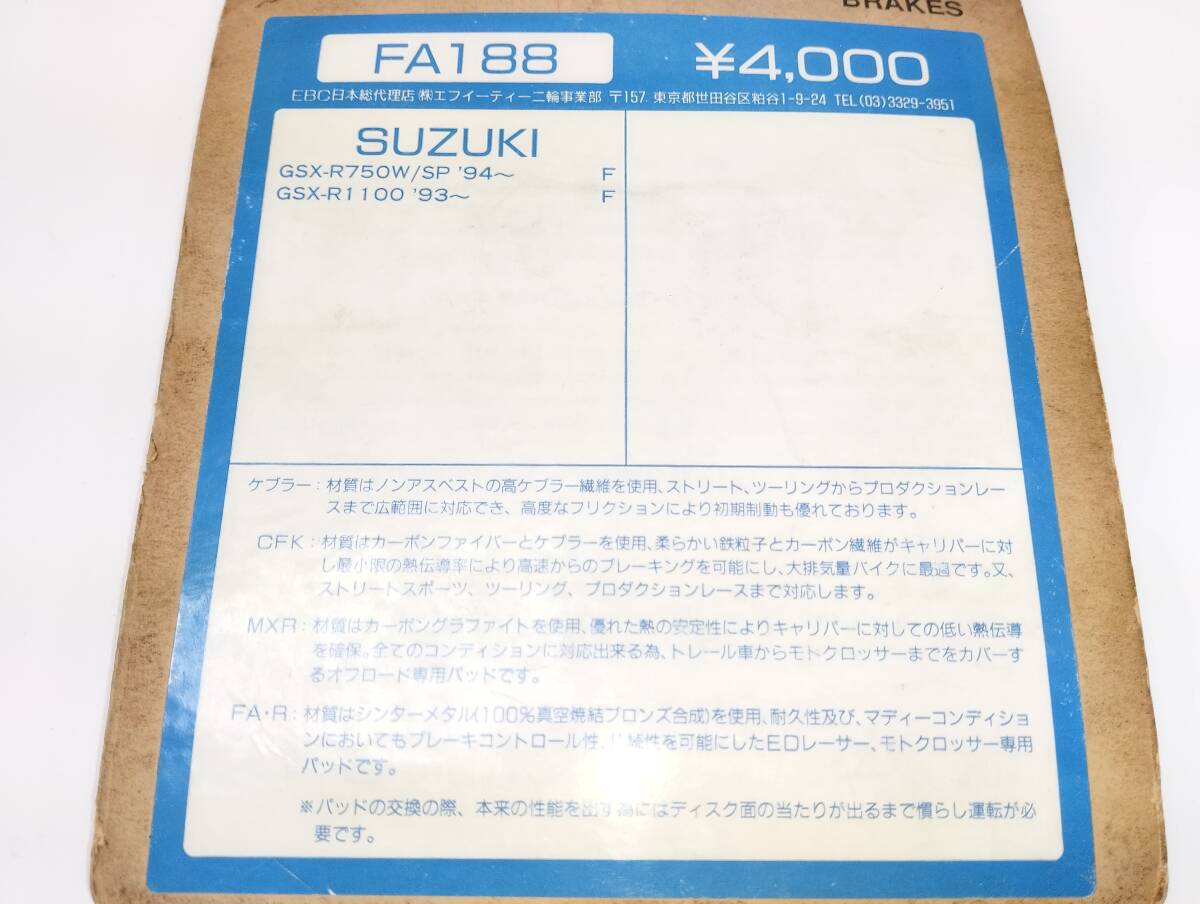 BRAKES
FA188 ¥4,000
EBC日本総代理店 ㈱エフイーティー二輪事業部 〒157. 東京都世田谷区粕谷1-9-24 TEL(03)3329-3951
SUZUKI
GSX-R750W/SP '94〜 F
GSX-R1100 '93〜 F
ケブラー：材質はノンアスベストの高ケブラー繊維を使用、ストリート、ツーリングからプロダクションレー
スまで広範囲に対応でき、高度なフリクションにより初期制動も優れております。
CFK：材質はカーボンファイバーとケブラーを使用、柔らかい鉄粒子とカーボン繊維がキャリパーに対
し最小限の熱伝導率により高速からのブレーキングを可能にし、大排気量バイクに最適です。又、
ストリートスポーツ、ツーリング、プロダクションレースまで対応します。
MXR：材質はカーボングラファイトを使用、優れた熱の安定性によりキャリパーに対しての低い熱伝導
を確保。全てのコンディションに対応出来る為、トレール車からモトクロッサーまでをカバーす
るオフロード専用パッドです。
FA・R：材質はシンターメタル(100%真空焼結ブロンズ合成)を使用、耐久性及び、マディーコンディショ
ンにおいてもブレーキコントロール性、続性を可能にしたEDレーサー、モトクロッサー専用
パッドです。
※パッドの交換の際、本来の性能を出す為にはディスク面の当たりが出るまで慣らし運転が必
要です。